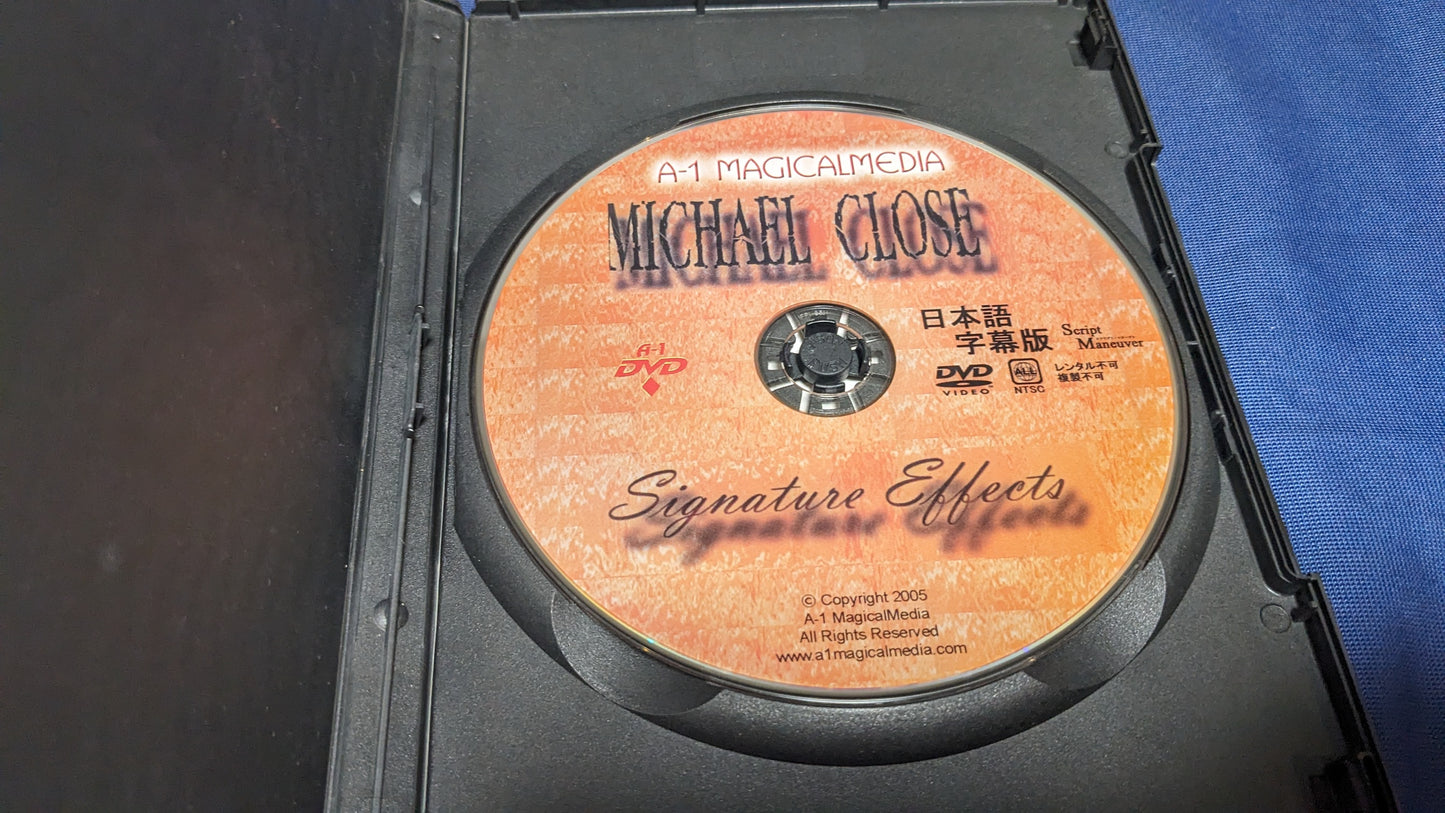 A-1 MAGICALMEDIA
MICHAEL CLOSE
日本語
字幕版
Script
Maneuver
A-1
DVD
DVD
VIDEO
ALL
NTSC
レンタル不可
複製不可
Signature Effects
© Copyright 2005
A-1 MagicalMedia
All Rights Reserved
www.a1magicalmedia.com